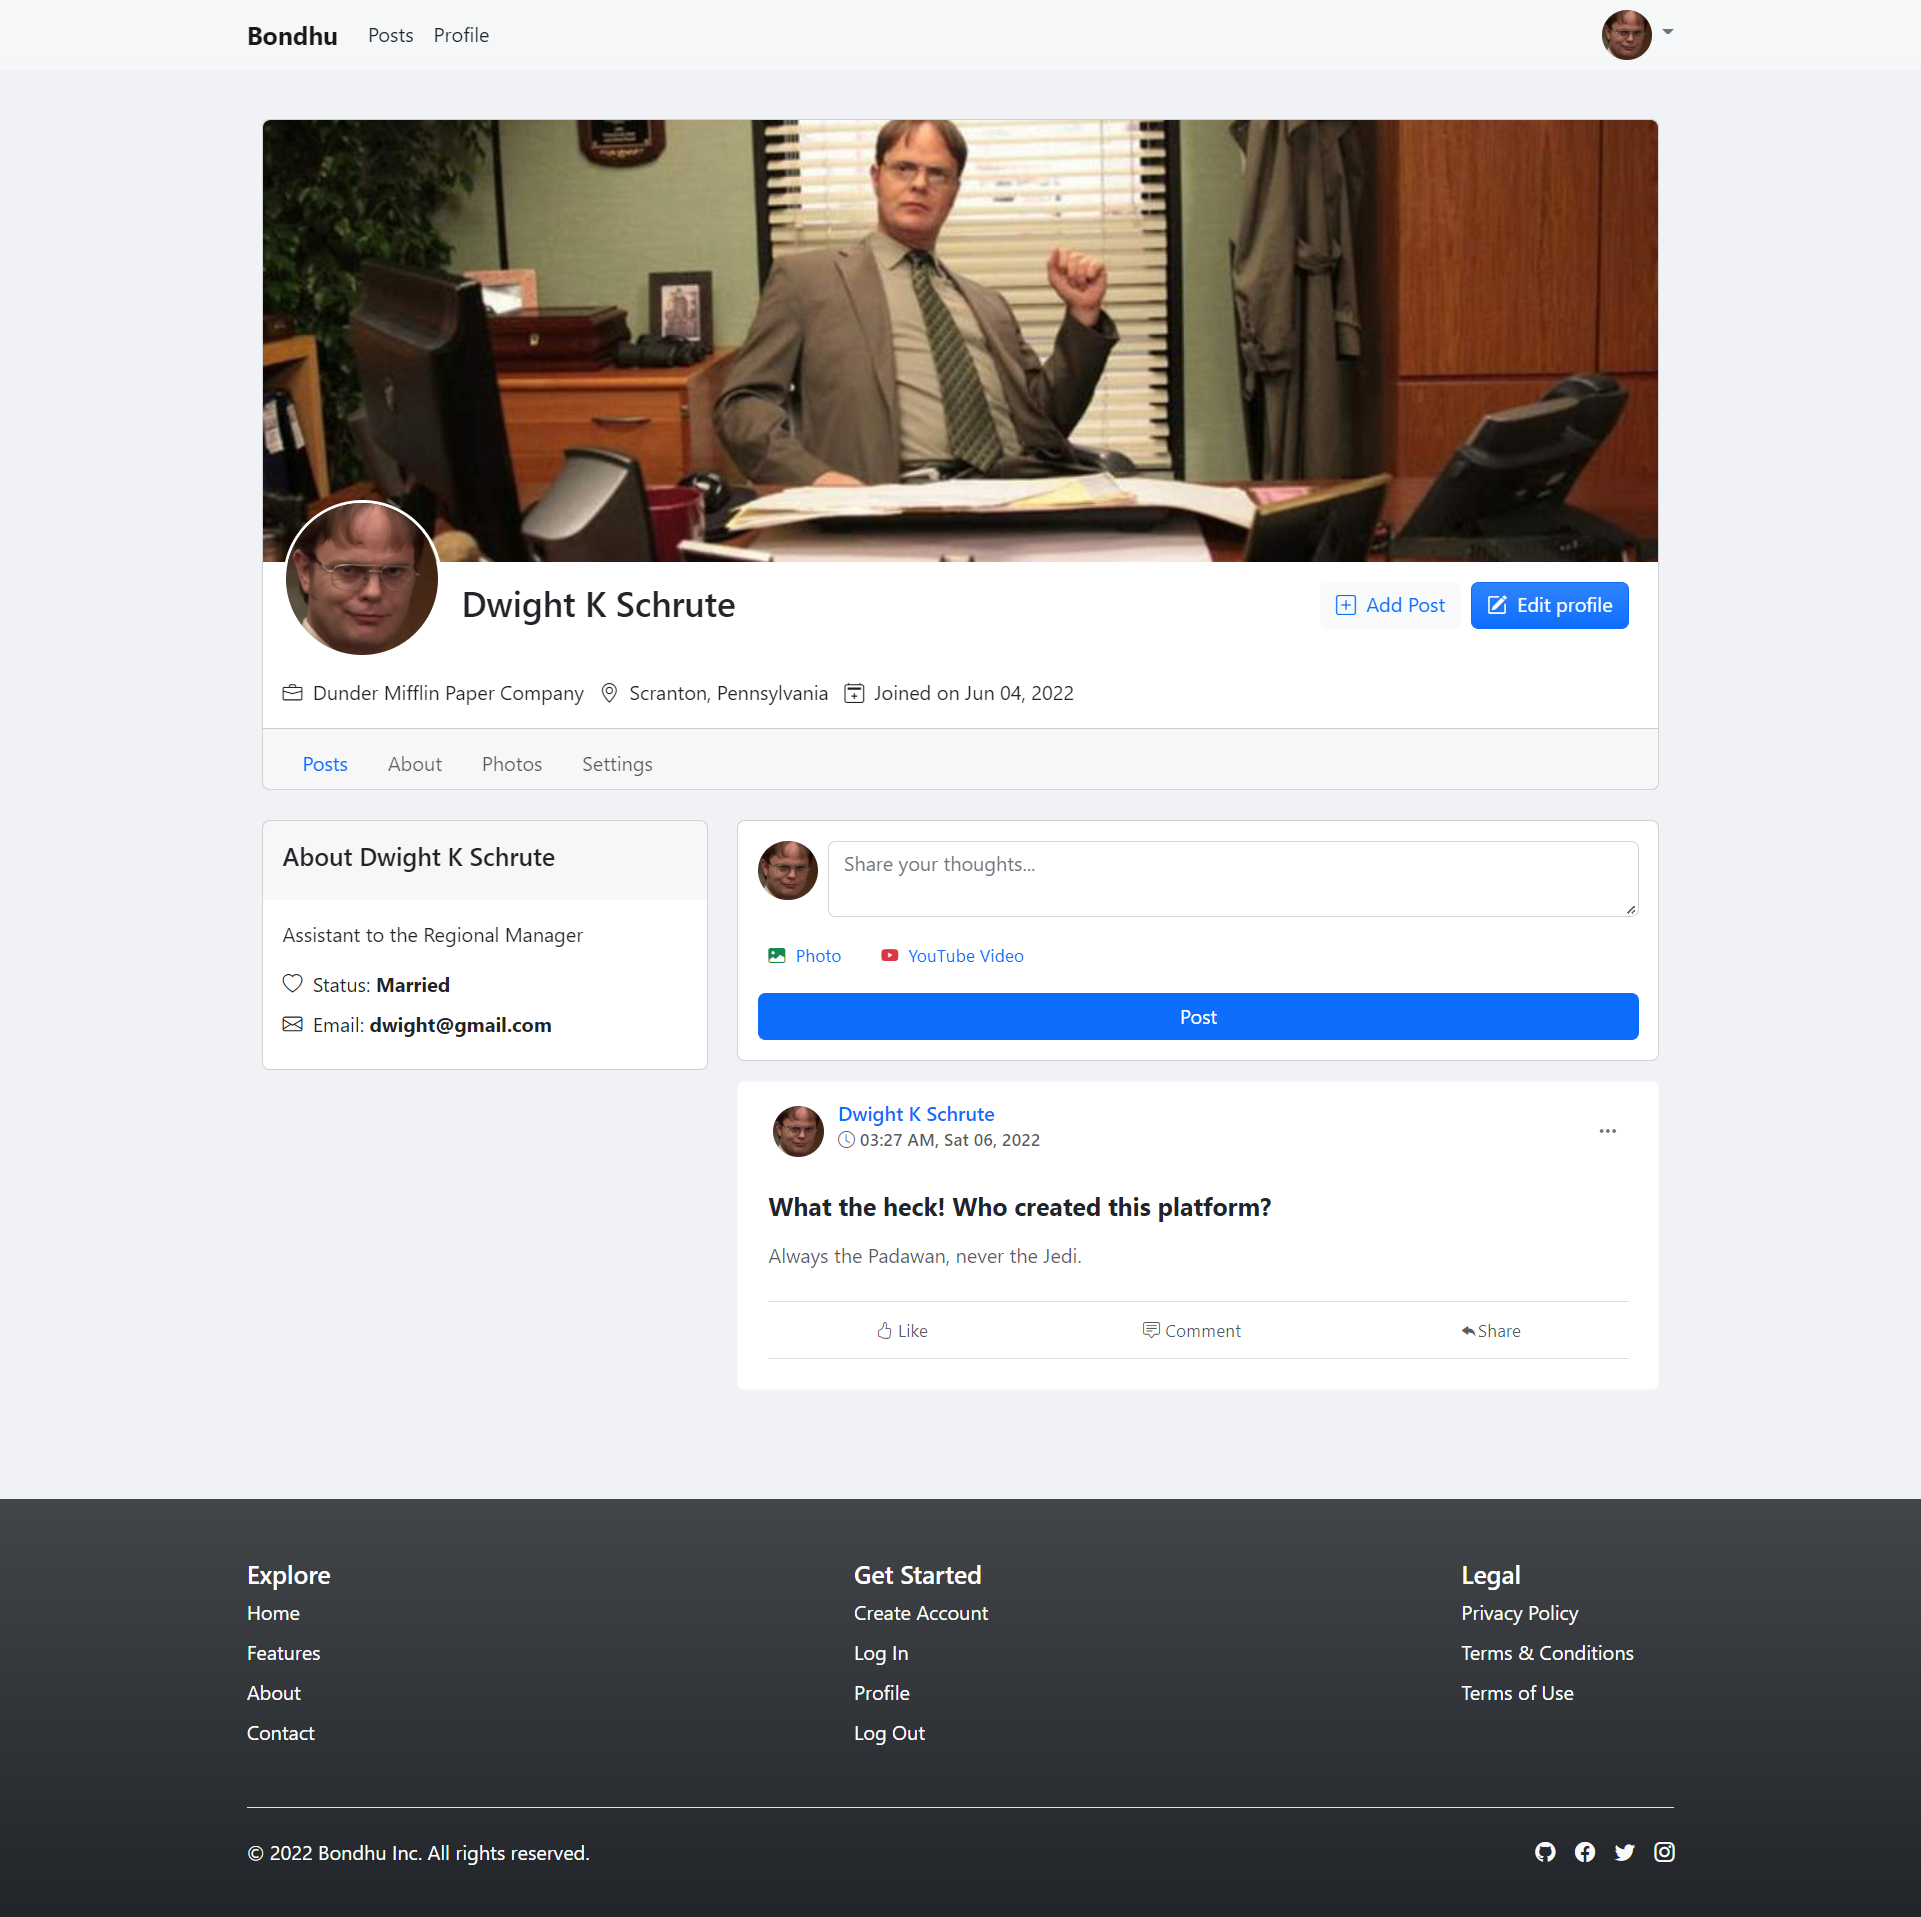 Bondhu Posts Profile
Dwight K Schrute
Add Post Edit profile
Dunder Mifflin Paper Company Scranton, Pennsylvania Joined on Jun 04, 2022
Posts About Photos Settings
About Dwight K Schrute
Assistant to the Regional Manager
Status: Married
Email: dwight@gmail.com
Share your thoughts...
Photo YouTube Video
Post
Dwight K Schrute
03:27 AM, Sat 06, 2022
What the heck! Who created this platform?
Always the Padawan, never the Jedi.
Like Comment Share
Explore
Home
Features
About
Contact
Get Started
Create Account
Log In
Profile
Log Out
Legal
Privacy Policy
Terms & Conditions
Terms of Use
© 2022 Bondhu Inc. All rights reserved.